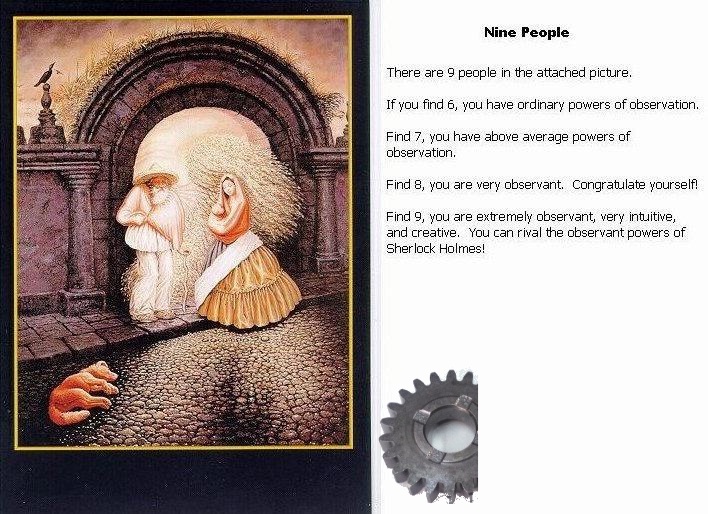 Nine People
There are 9 people in the attached picture.
If you find 6, you have ordinary powers of observation.
Find 7, you have above average powers of
observation.
Find 8, you are very observant.  Congratulate yourself!
Find 9, you are extremely observant, very intuitive,
and creative.  You can rival the observant powers of
Sherlock Holmes!